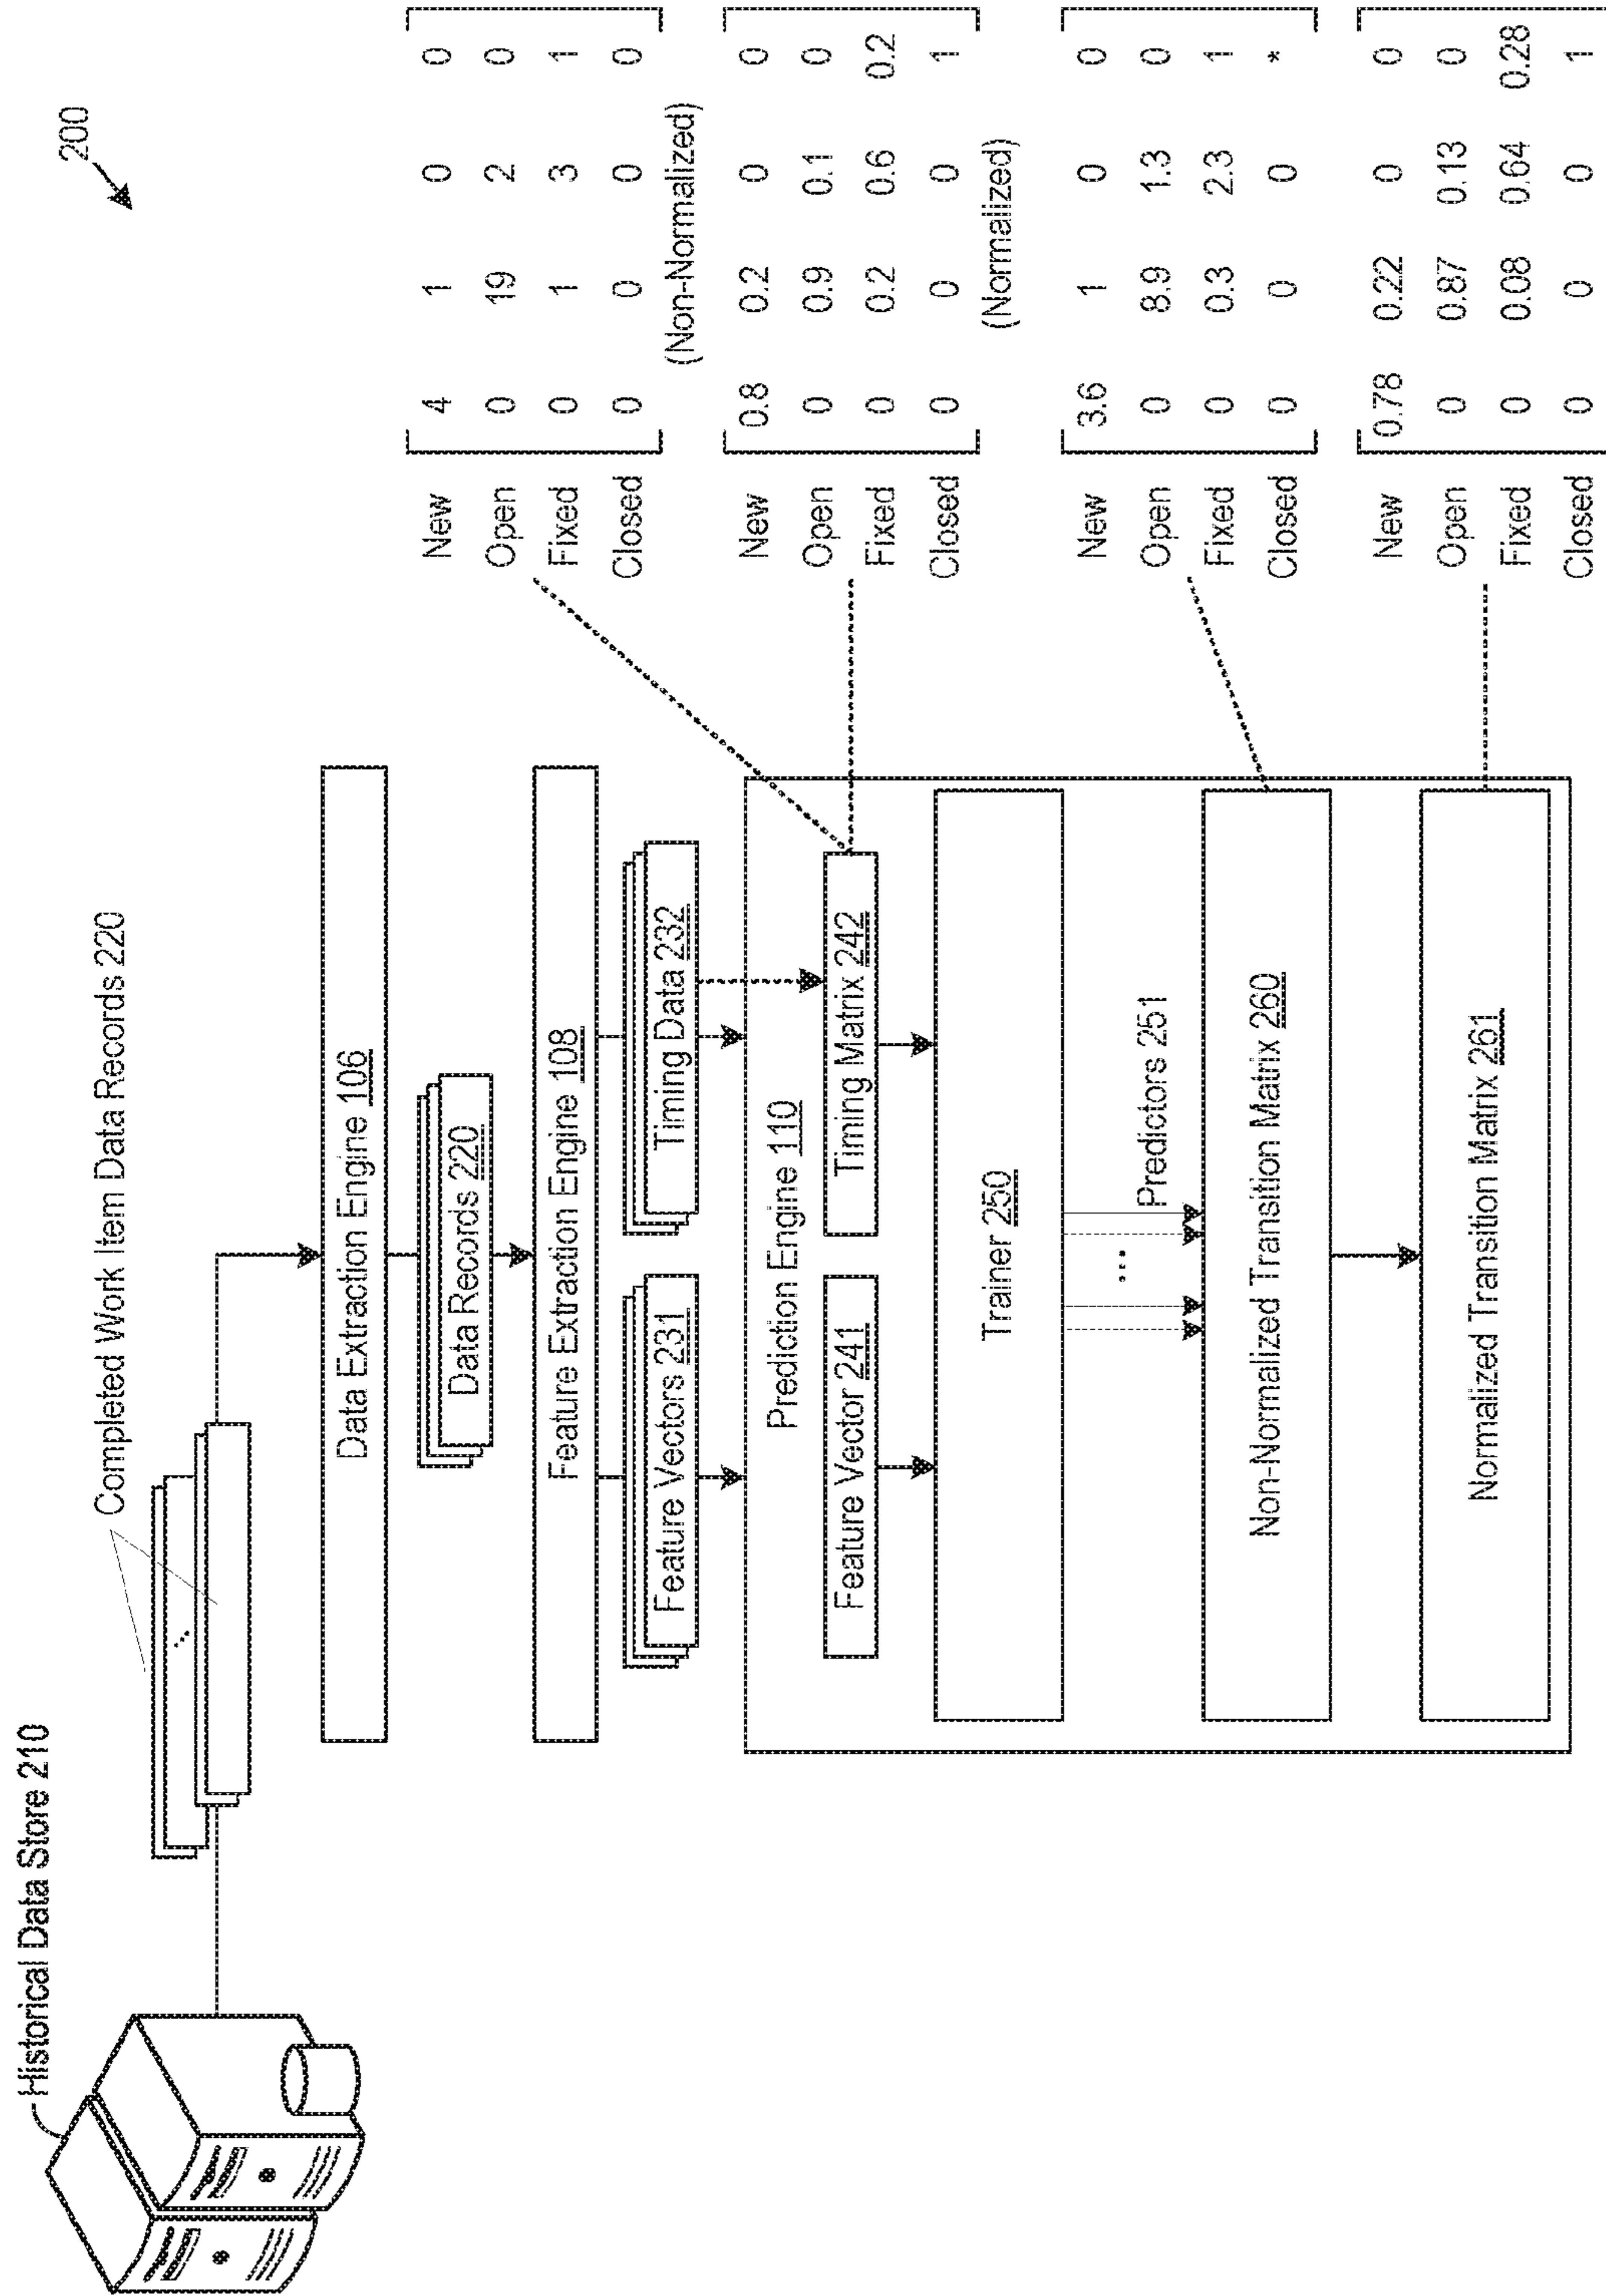 200
Historical Data Store 210
Completed Work Item Data Records 220
Data Extraction Engine 106
Data Records 220
Feature Extraction Engine 108
Feature Vectors 231
Timing Data 232
Prediction Engine 110
Feature Vector 241
Timing Matrix 242
Trainer 250
...
Predictors 251
Non-Normalized Transition Matrix 260
Normalized Transition Matrix 261
New 4 1 0 0
Open 0 19 2 0
Fixed 0 1 3 1
Closed 0 0 0 0
(Non-Normalized)
New 0.8 0.2 0 0
Open 0 0.9 0.1 0
Fixed 0 0.2 0.6 0.2
Closed 0 0 0 1
(Normalized)
New 3.6 1 0 0
Open 0 8.9 1.3 0
Fixed 0 0.3 2.3 1
Closed 0 0 0 *
New 0.78 0.22 0 0
Open 0 0.87 0.13 0
Fixed 0 0.08 0.64 0.28
Closed 0 0 0 1